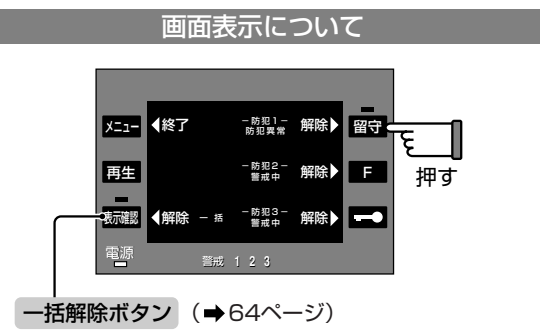 画面表示について
メニュー ◀終了 －防犯1－ 解除▶ 留守
防犯異常
押す
再生 －防犯2－ 解除▶ F
警戒中
表示確認 ◀解除 －括 －防犯3－ 解除▶
警戒中
電源 警戒 1 2 3
一括解除ボタン（➡64ページ）